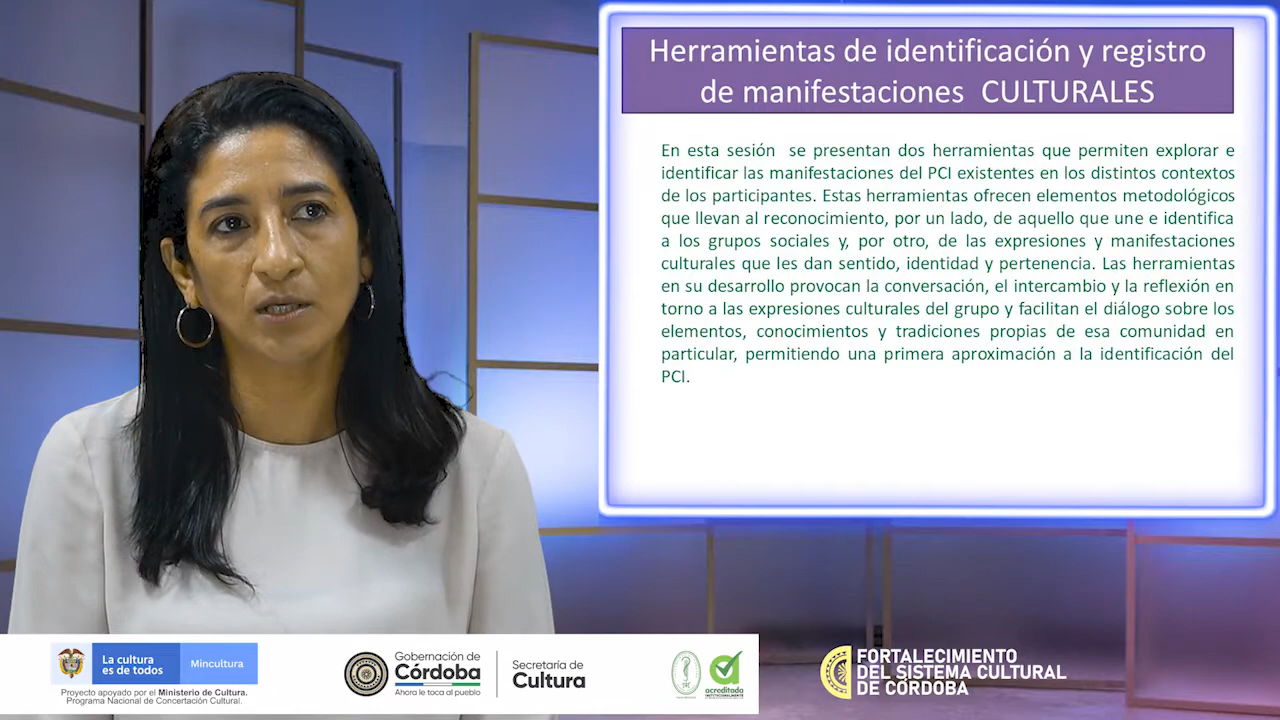 Herramientas de identificación y registro
de manifestaciones CULTURALES
En esta sesión se presentan dos herramientas que permiten explorar e
identificar las manifestaciones del PCI existentes en los distintos contextos
de los participantes. Estas herramientas ofrecen elementos metodológicos
que llevan al reconocimiento, por un lado, de aquello que une e identifica
a los grupos sociales y, por otro, de las expresiones y manifestaciones
culturales que les dan sentido, identidad y pertenencia. Las herramientas
en su desarrollo provocan la conversación, el intercambio y la reflexión en
torno a las expresiones culturales del grupo y facilitan el diálogo sobre los
elementos, conocimientos y tradiciones propias de esa comunidad en
particular, permitiendo una primera aproximación a la identificación del
PCI.
La cultura
es de todos
Mincultura
Proyecto apoyado por el Ministerio de Cultura.
Programa Nacional de Concertación Cultural.
Gobernación de
Córdoba
Ahora le toca al pueblo
Secretaría de
Cultura
acreditada
INSTITUCIONALMENTE
FORTALECIMIENTO
DEL SISTEMA CULTURAL
DE CÓRDOBA